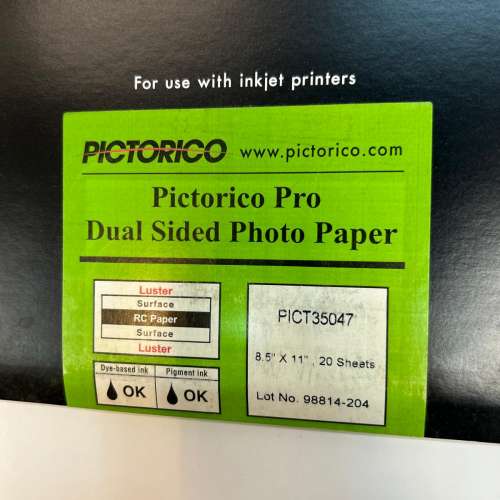 For use with inkjet printers
PICTORICO www.pictorico.com
Pictorico Pro
Dual Sided Photo Paper
Luster
Surface
RC Paper
Surface
Luster
Dye-based ink Pigment ink
OK OK
PICT35047
8.5" X 11" , 20 Sheets
Lot No. 98814-204